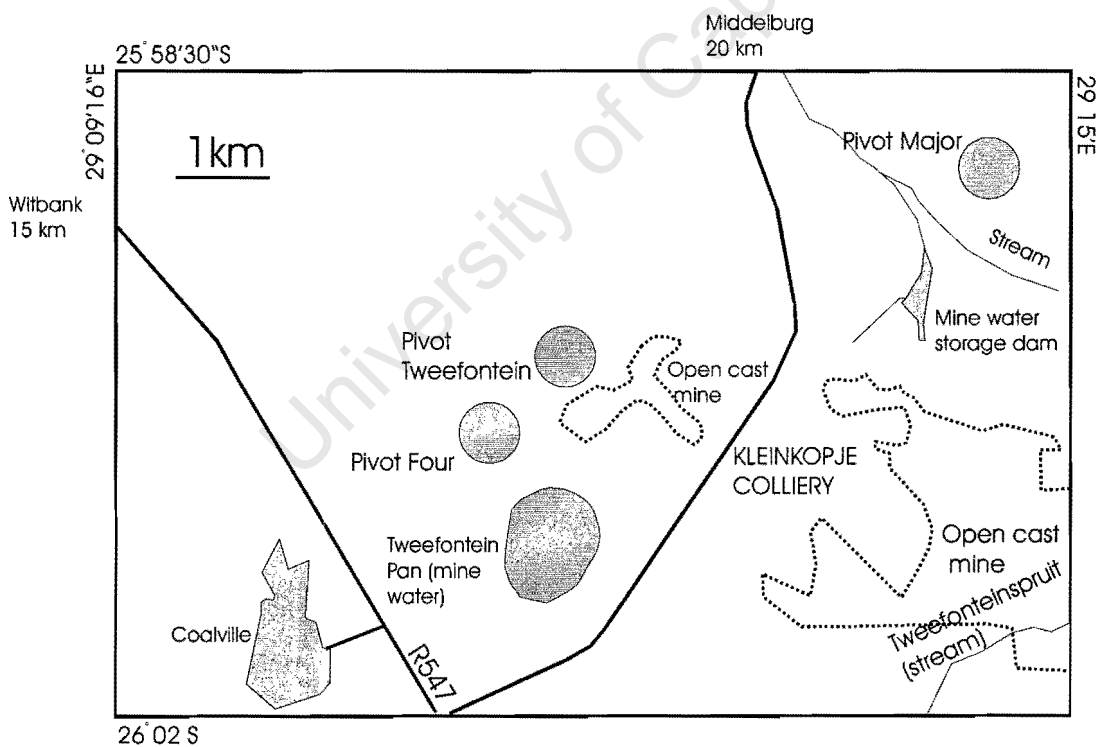 Middelburg
20 km
25°58'30"S
29°09'16"E
29 15'E
1km
Pivot Major
Witbank
15 km
Stream
Mine water
storage dam
Pivot
Tweefontein
Open cast
mine
Pivot Four
KLEINKOPJE
COLLIERY
Tweefontein
Pan (mine
water)
Open cast
mine
Tweefonteinspruit
(stream)
Coalville
R547
26°02 S
University of Cap